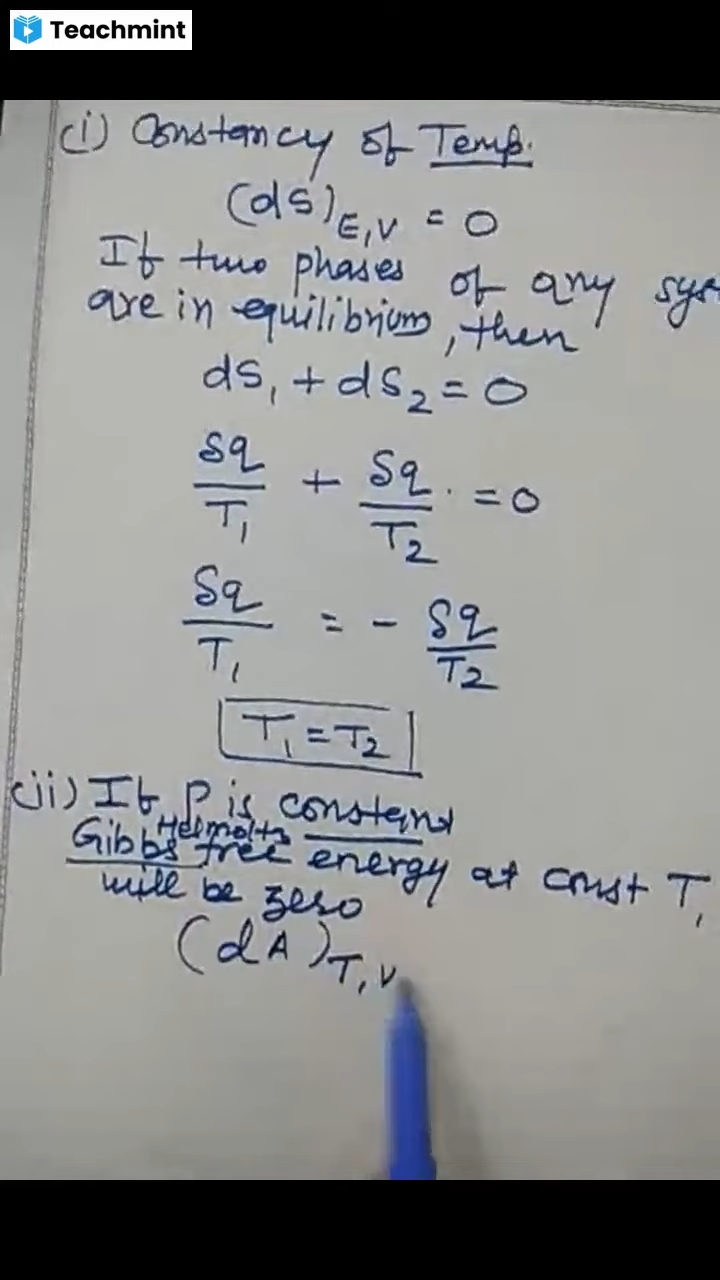 Teachmint
(i) Constancy of Temp.
(dS)E,V = 0
If two phases of any syst
are in equilibrium, then
dS₁ + dS₂ = 0
δq/T₁ + δq/T₂ = 0
δq/T₁ = - δq/T₂
T₁ = T₂
(ii) If P is constant
Helmoltz
Gibbs free energy at const T,
will be zero
(dA)T,V